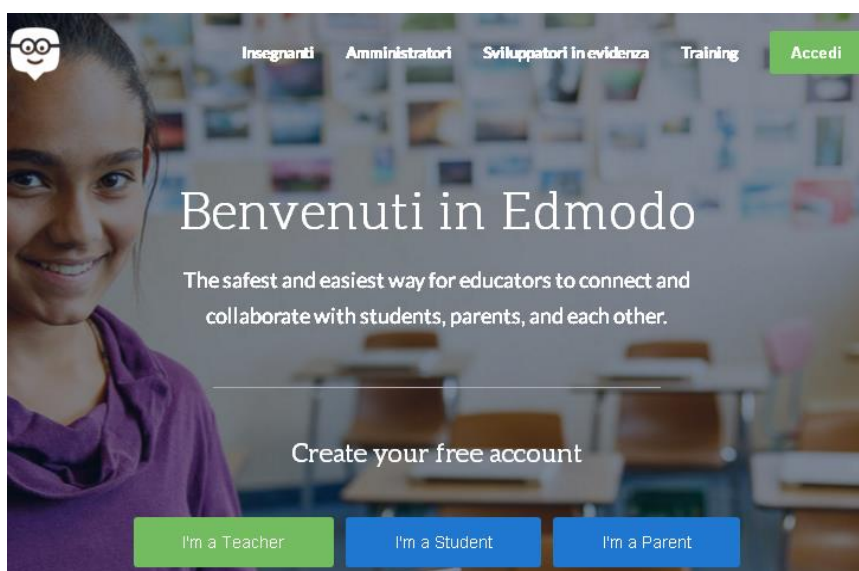 Insegnanti Amministratori Sviluppatori in evidenza Training Accedi
Benvenuti in Edmodo
The safest and easiest way for educators to connect and
collaborate with students, parents, and each other.
Create your free account
I'm a Teacher I'm a Student I'm a Parent